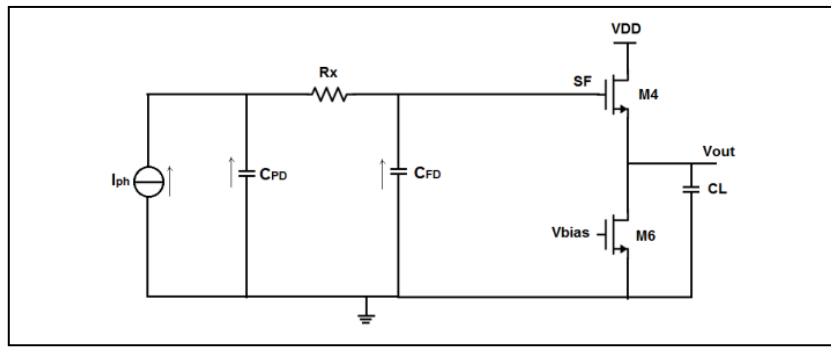 VDD
Rx
SF
M4
Vout
Iph
CPD
CFD
CL
Vbias
M6